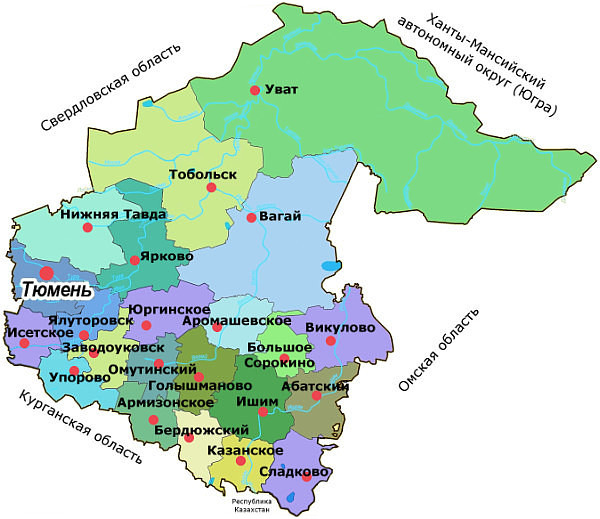 Свердловская область
Ханты-Мансийский
автономный округ (Югра)
Уват
Тобольск
Нижняя Тавда
Вагай
Ярково
Тюмень
Юргинское
Ялуторовск
Аромашевское
Исетское
Викулово
Заводоуковск
Большое
Сорокино
Омутинский
Упорово
Голышманово
Абатский
Армизонское
Ишим
Бердюжский
Казанское
Сладково
Омская область
Курганская область
Республика
Казахстан